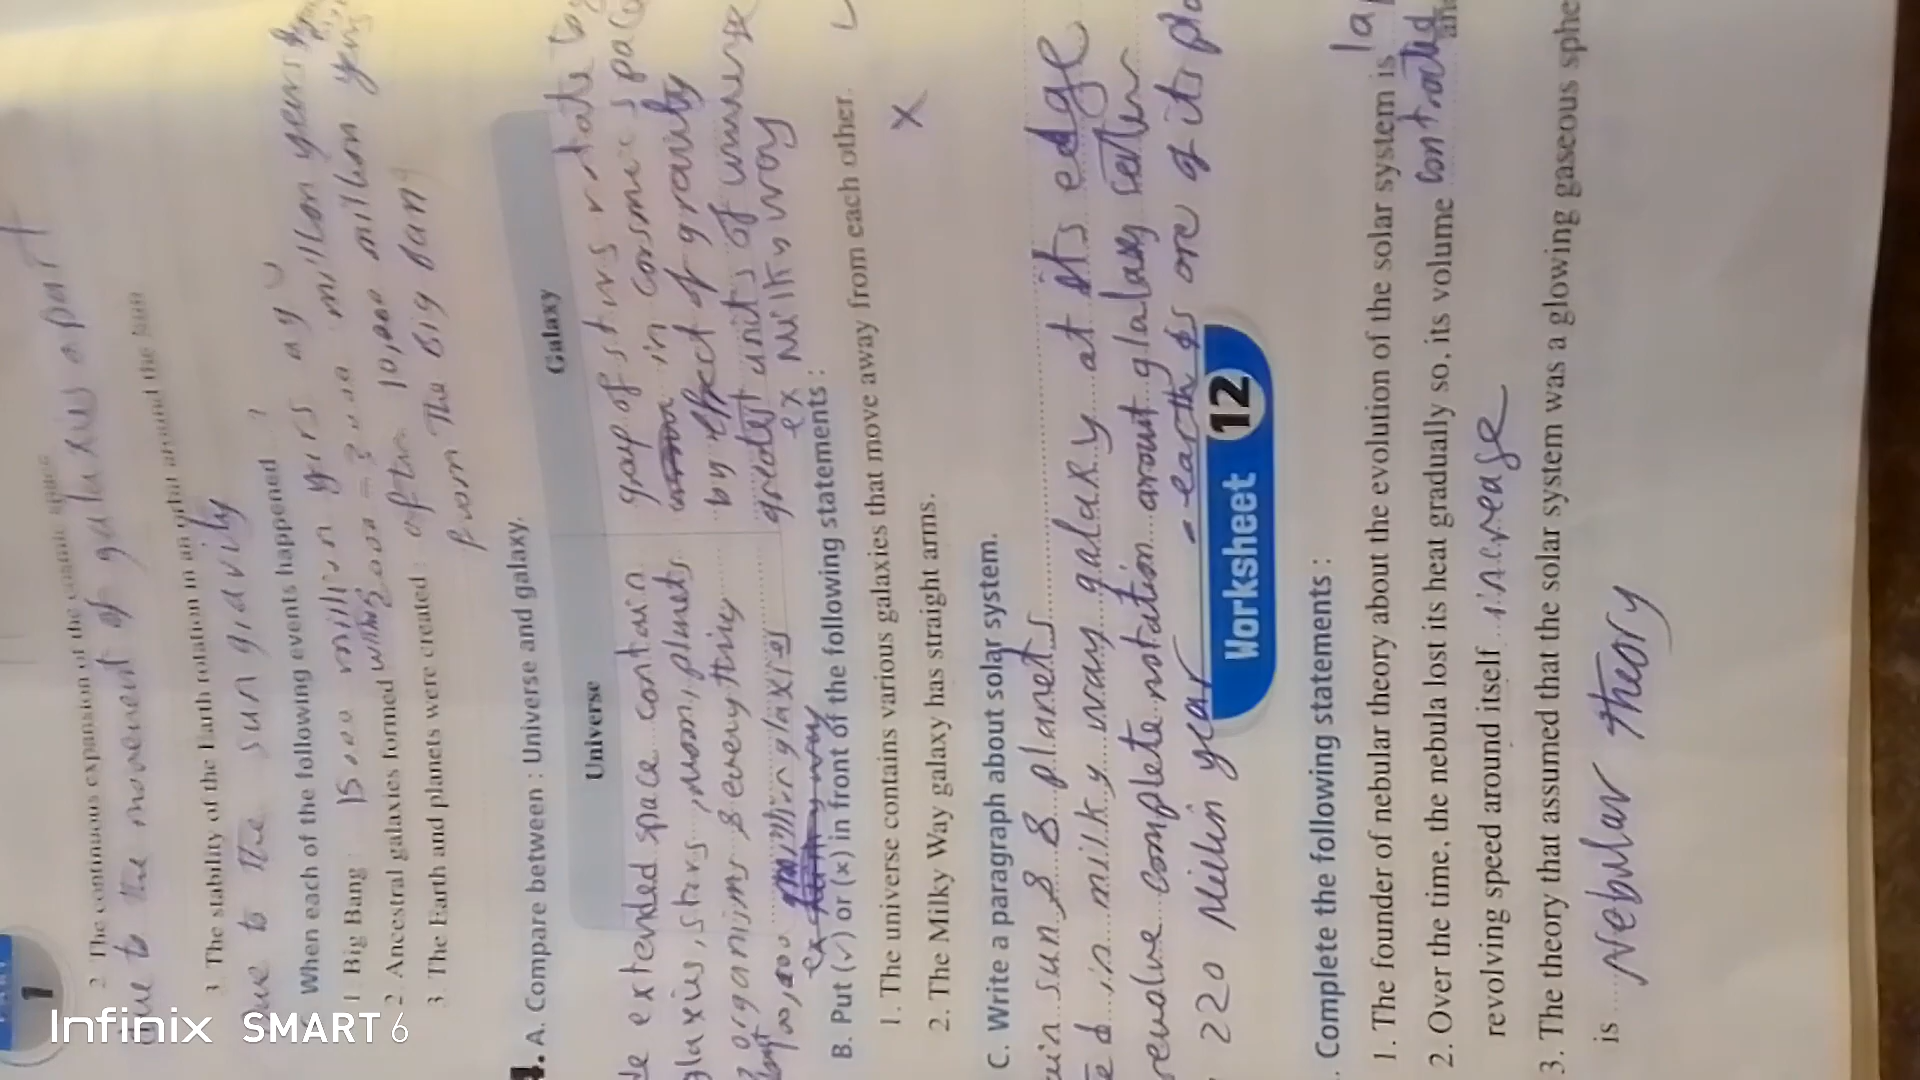 1
2 The continuous expansion of the cosmic space
due to the movement of galaxies apart
3 The stability of the Earth rotation in an orbit around the sun
due to the sun gravity
When each of the following events happened ?
1. Big Bang : 15000 million
2. Ancestral galaxies formed
3. The Earth and planets were created : after 10,000 million years
from The Big Bang
4. A. Compare between : Universe and galaxy.
Universe
Galaxy
extended space contain
glaxies, stars, moon, planets
organisms & every thing
group of stars rotate
in cosmic space
by effect of gravity
greatest units of universe
ex Milky way
B. Put (✓) or (x) in front of the following statements :
1. The universe contains various galaxies that move away from each other. ✓
2. The Milky Way galaxy has straight arms. X
C. Write a paragraph about solar system.
sun & 8 planets
in milky way galaxy at its edge
revolve complete rotation arout glalaxy
220 year - earth is one of its
Worksheet 12
Complete the following statements :
1. The founder of nebular theory about the evolution of the solar system is
2. Over the time, the nebula lost its heat gradually so, its volume contracted and
revolving speed around itself increase
3. The theory that assumed that the solar system was a glowing gaseous sphe
is Nebular theory
Infinix SMART 6